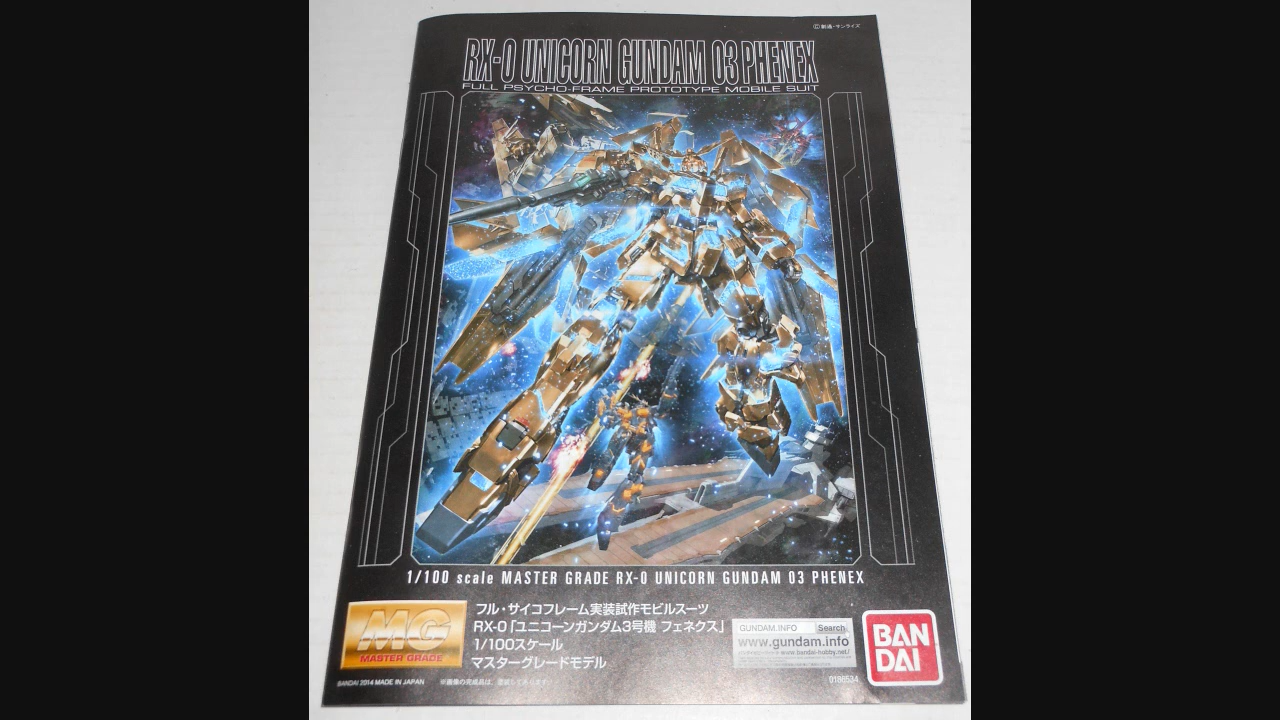 ©創通・サンライズ
RX-0 UNICORN GUNDAM 03 PHENEX
FULL PSYCHO-FRAME PROTOTYPE MOBILE SUIT
1/100 scale MASTER GRADE RX-0 UNICORN GUNDAM 03 PHENEX
MG
MASTER GRADE
フル・サイコフレーム実装試作モビルスーツ
RX-0「ユニコーンガンダム3号機 フェネクス」
1/100スケール
マスターグレードモデル
GUNDAM.INFO Search
www.gundam.info
www.bandai-hobby.net/
BAN
DAI
BANDAI 2014 MADE IN JAPAN
0186534